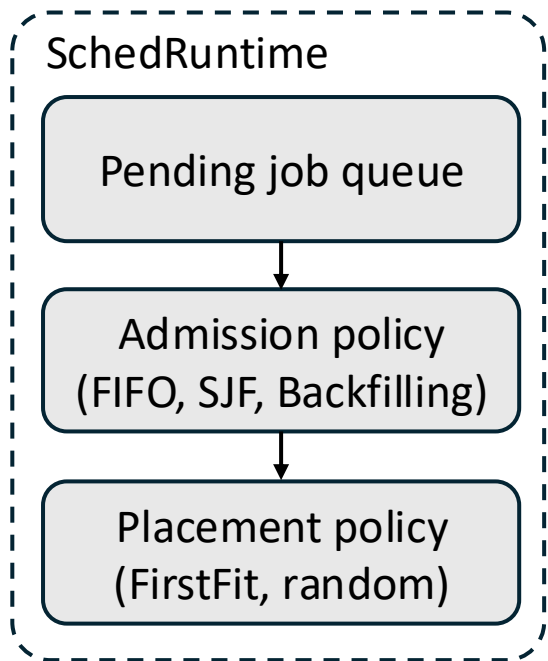 SchedRuntime
Pending job queue
Admission policy
(FIFO, SJF, Backfilling)
Placement policy
(FirstFit, random)